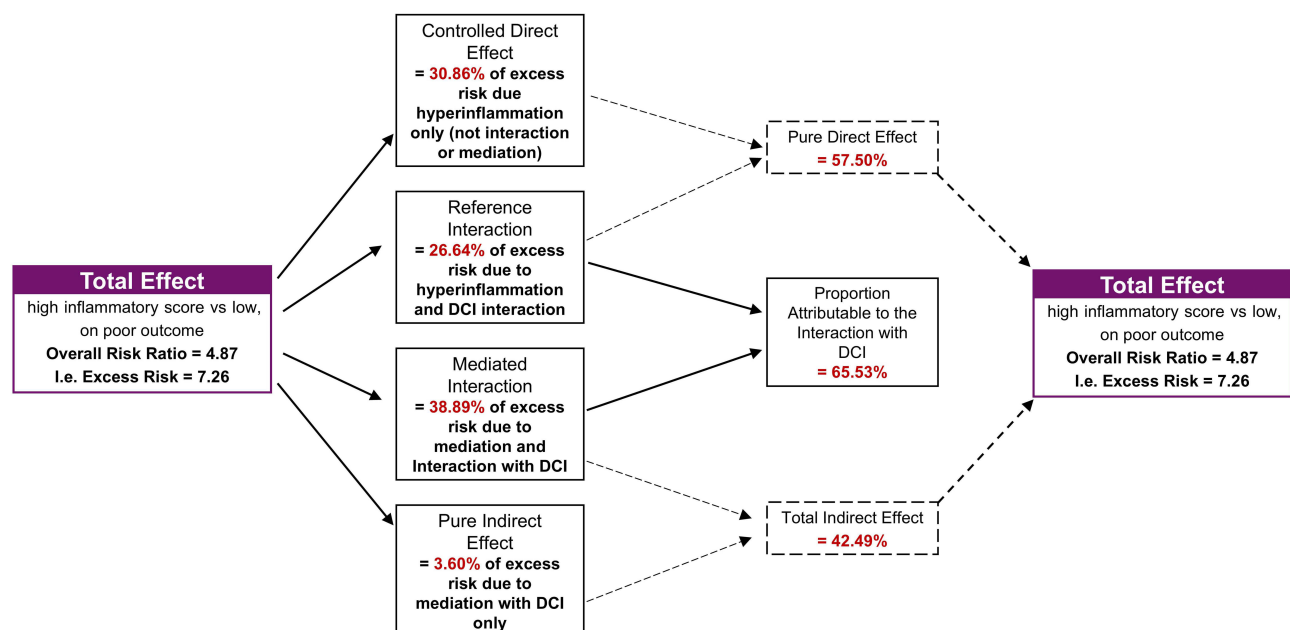 Total Effect
high inflammatory score vs low,
on poor outcome
Overall Risk Ratio = 4.87
I.e. Excess Risk = 7.26
Controlled Direct
Effect
= 30.86% of excess
risk due
hyperinflammation
only (not interaction
or mediation)
Reference
Interaction
= 26.64% of excess
risk due to
hyperinflammation
and DCI interaction
Mediated
Interaction
= 38.89% of excess
risk due to
mediation and
Interaction with DCI
Pure Indirect
Effect
= 3.60% of excess
risk due to
mediation with DCI
only
Pure Direct Effect
= 57.50%
Proportion
Attributable to the
Interaction with
DCI
= 65.53%
Total Indirect Effect
= 42.49%
Total Effect
high inflammatory score vs low,
on poor outcome
Overall Risk Ratio = 4.87
I.e. Excess Risk = 7.26